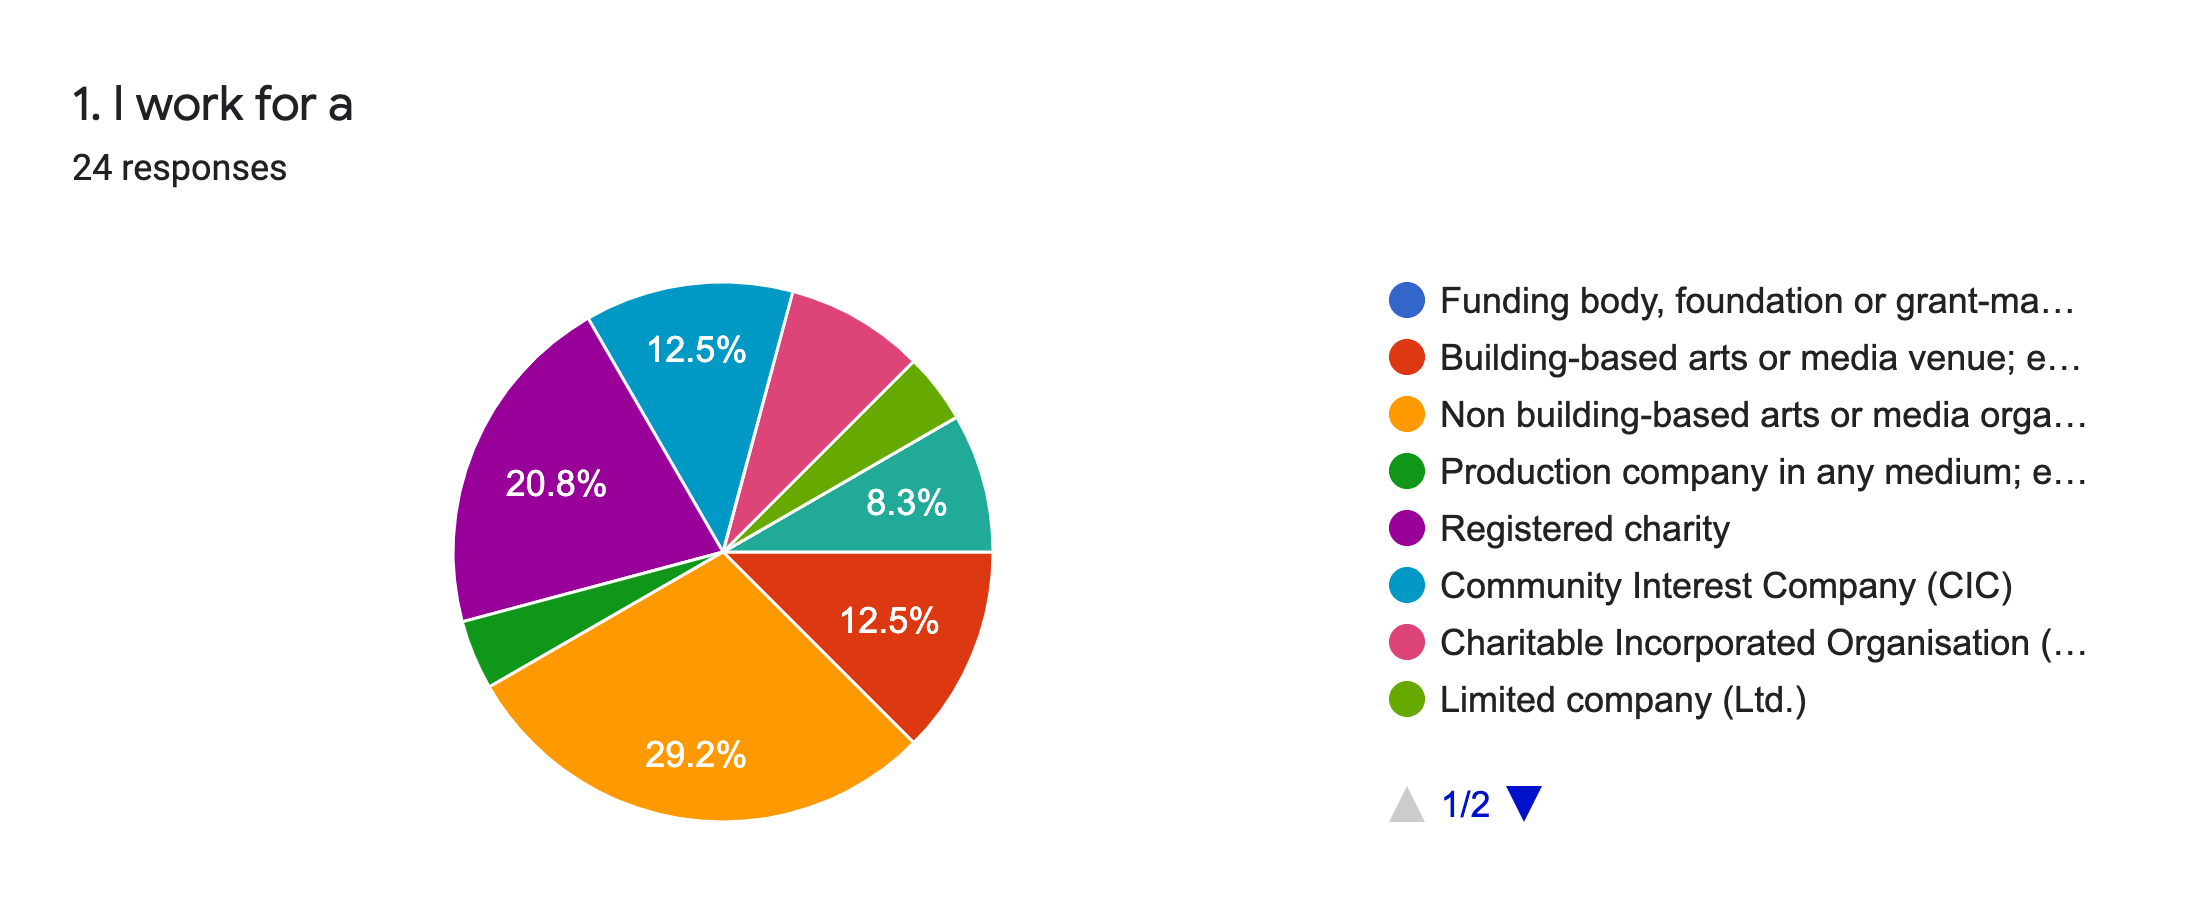 1. I work for a
24 responses
12.5%
20.8%
8.3%
12.5%
29.2%
Funding body, foundation or grant-ma…
Building-based arts or media venue; e…
Non building-based arts or media orga…
Production company in any medium; e…
Registered charity
Community Interest Company (CIC)
Charitable Incorporated Organisation (…
Limited company (Ltd.)
1/2